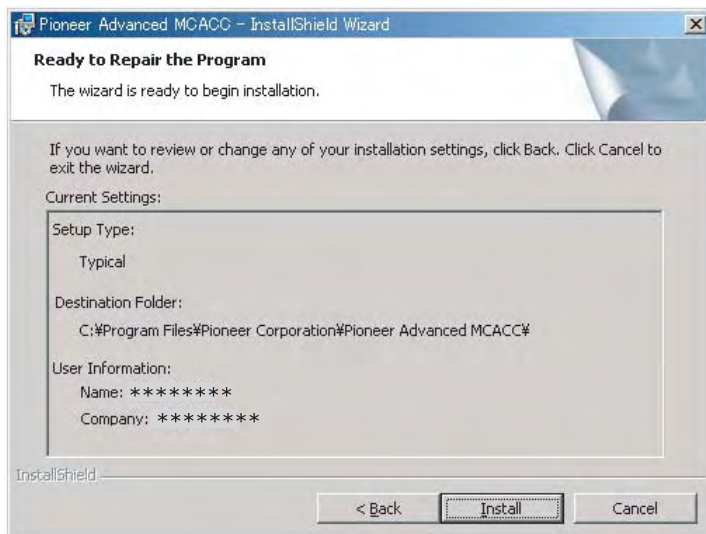 Pioneer Advanced MCACC - InstallShield Wizard
Ready to Repair the Program
The wizard is ready to begin installation.
If you want to review or change any of your installation settings, click Back. Click Cancel to
exit the wizard.
Current Settings:
Setup Type:
Typical
Destination Folder:
C:¥Program Files¥Pioneer Corporation¥Pioneer Advanced MCACC¥
User Information:
Name: ********
Company: ********
InstallShield
< Back
Install
Cancel